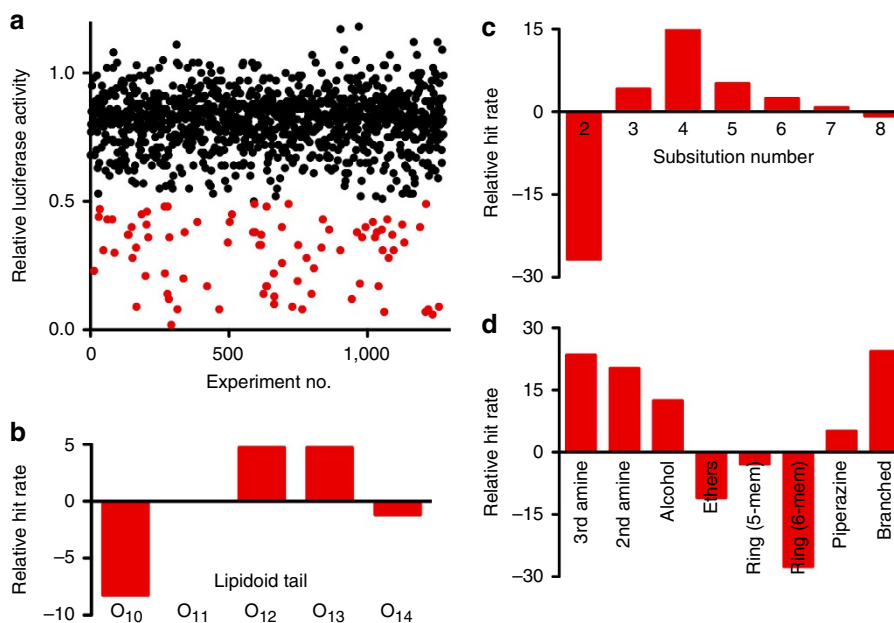 a
Relative luciferase activity
1.0
0.5
0.0
0 500 1,000
Experiment no.
b
Relative hit rate
5
0
−5
−10
Lipidoid tail
O10 O11 O12 O13 O14
c
Relative hit rate
15
0
−15
−30
2 3 4 5 6 7 8
Subsitution number
d
Relative hit rate
30
15
0
−15
−30
3rd amine
2nd amine
Alcohol
Ethers
Ring (5-mem)
Ring (6-mem)
Piperazine
Branched